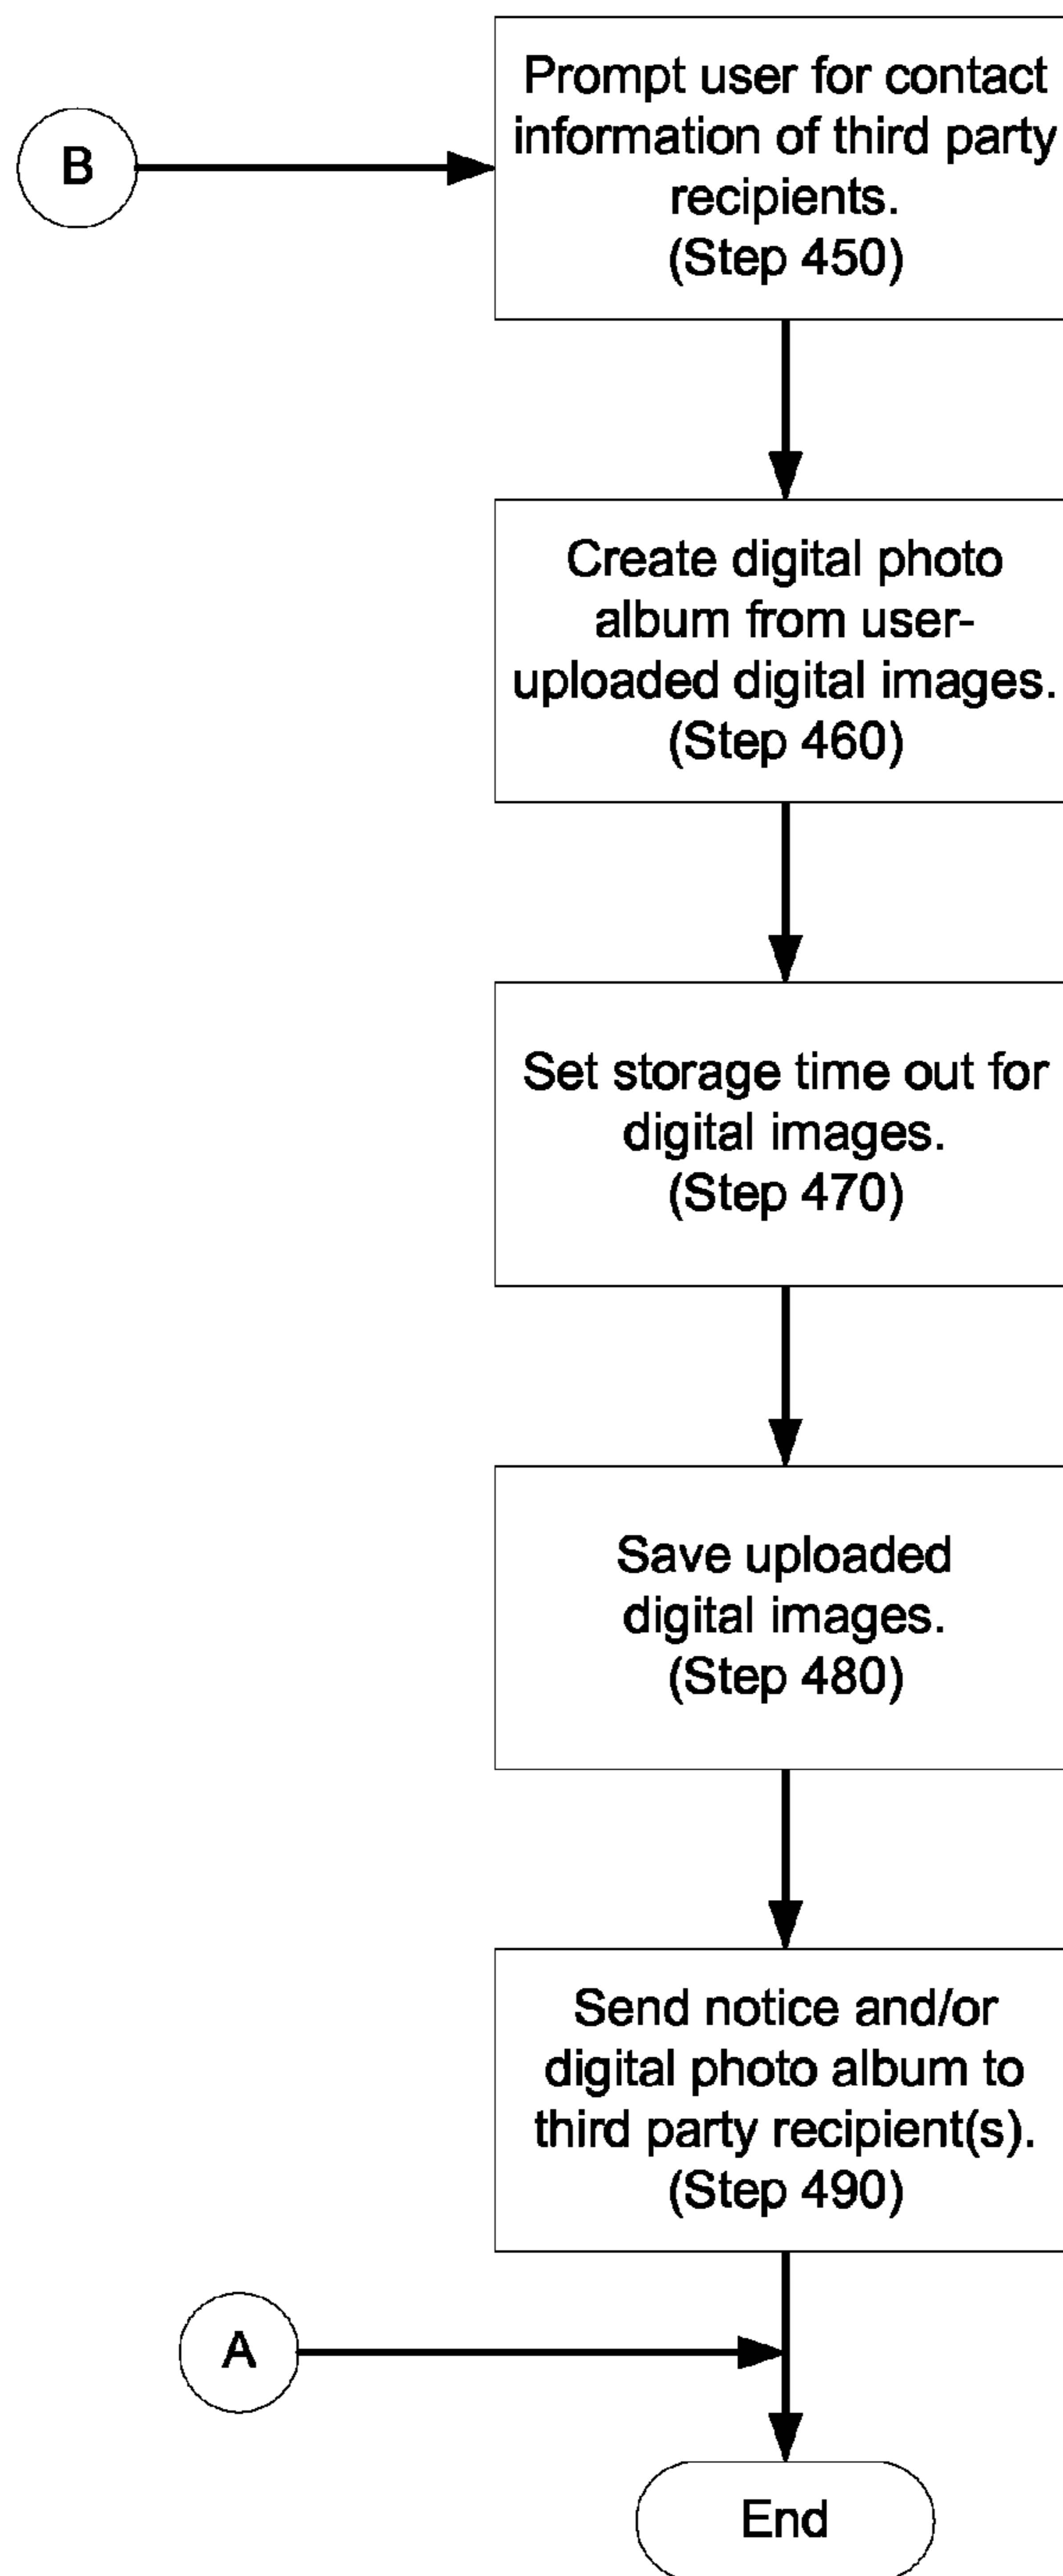 Prompt user for contact
B
information of third party
recipients.
(Step 450)
Create digital photo
album from user-
uploaded digital images.
(Step 460)
Set storage time out for
digital images.
(Step 470)
Save uploaded
digital images.
(Step 480)
Send notice and/or
digital photo album to
third party recipient(s).
(Step 490)
A
End